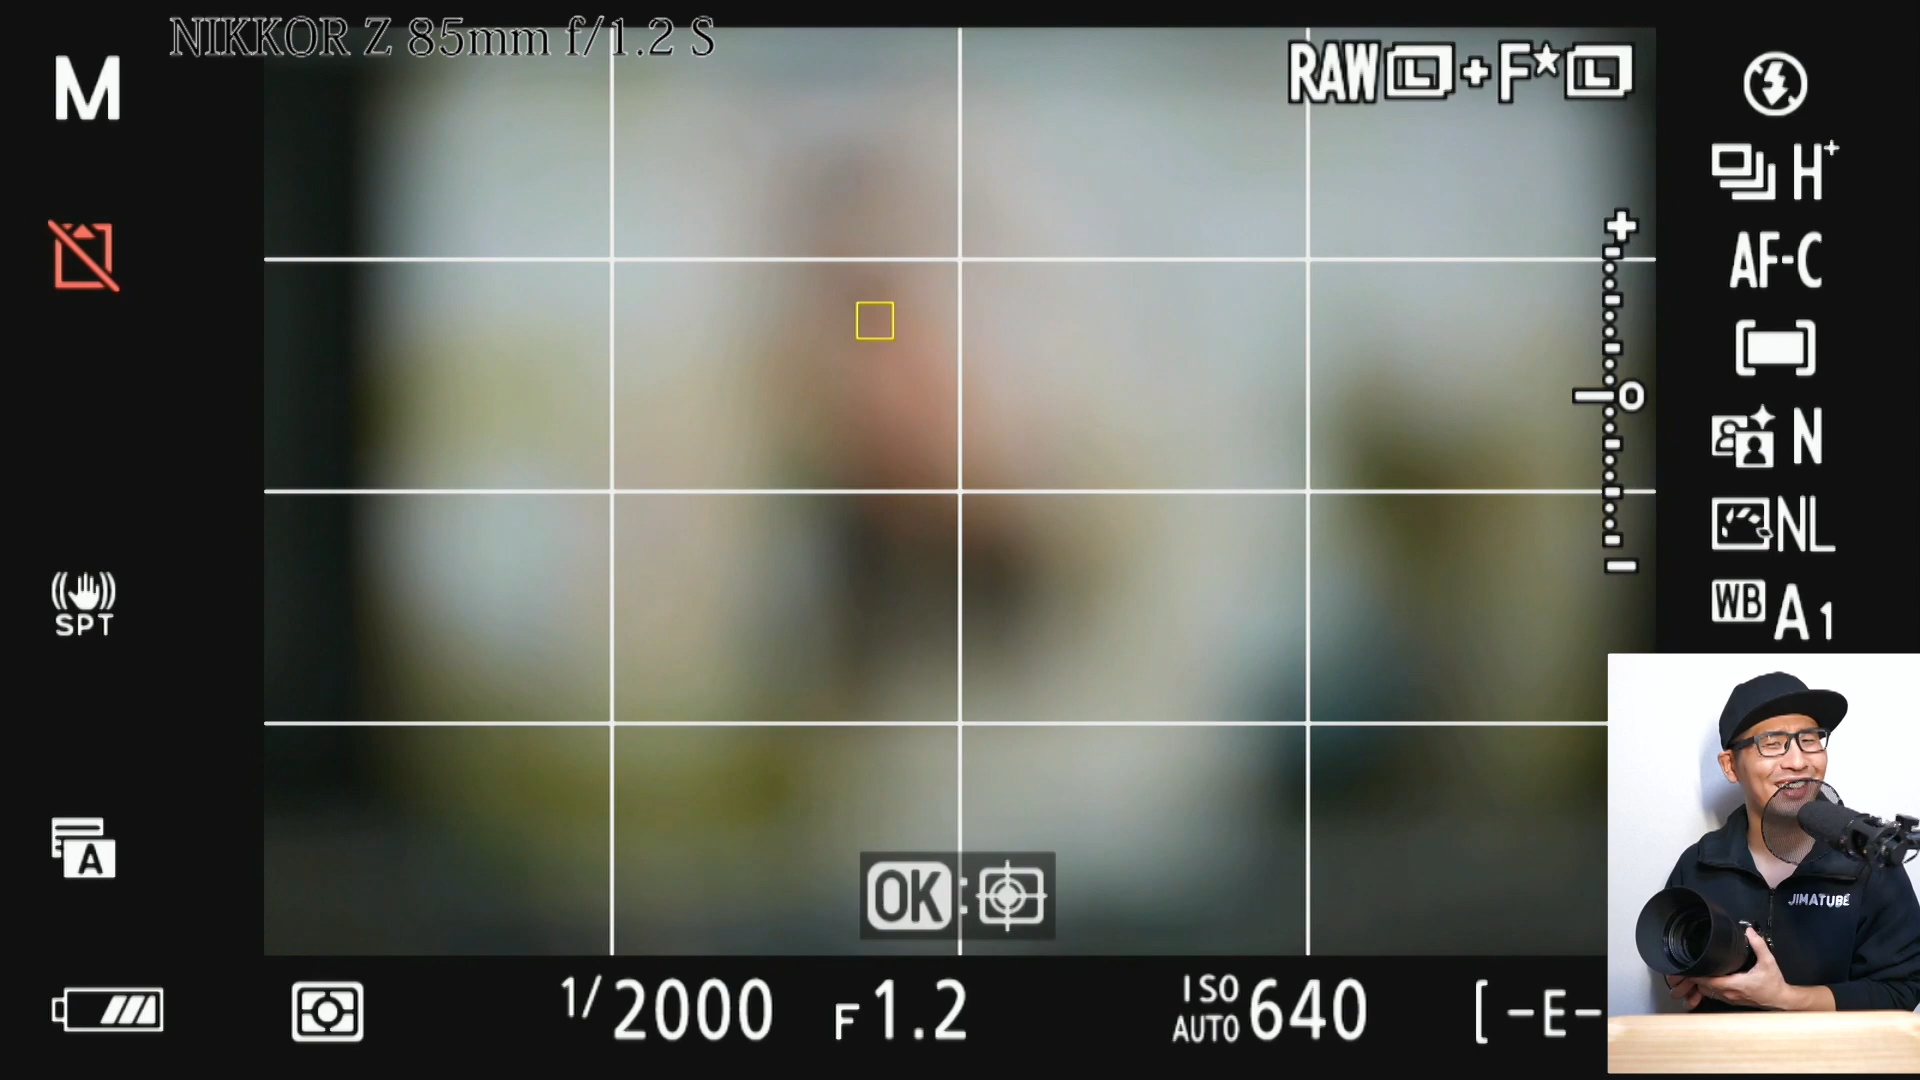 NIKKOR Z 85mm f/1.2 S
M
RAW L + F★ L
H+
AF-C
+
0
N
NL
WB A1
SPT
A
OK :
1/2000
F1.2
ISO AUTO 640
[-E-
JIMATUBE